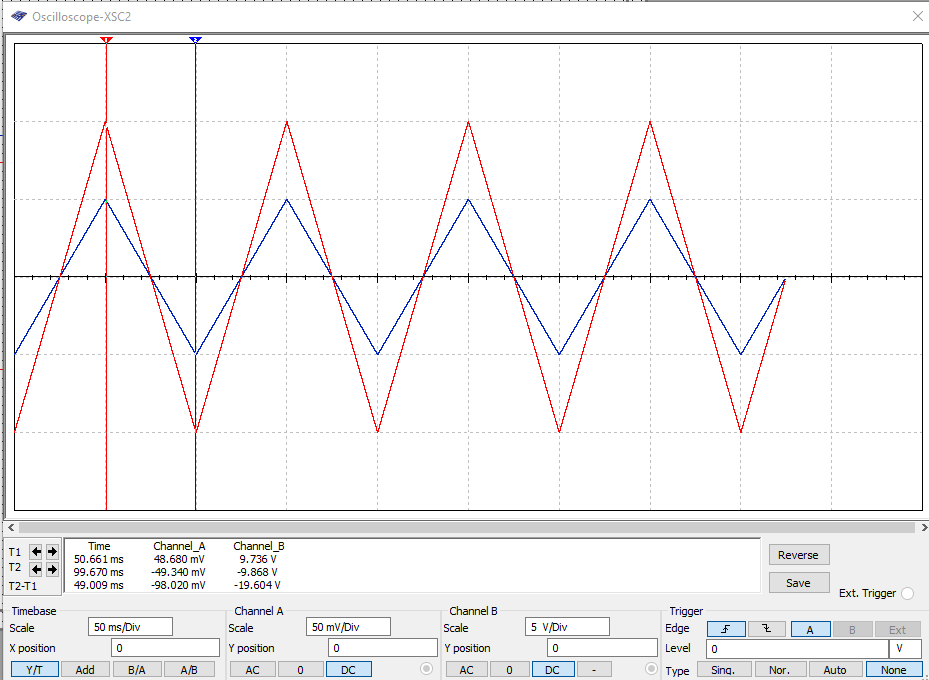 Oscilloscope-XSC2
Time Channel_A Channel_B
T1 50.661 ms 48.680 mV 9.736 V
T2 99.670 ms -49.340 mV -9.868 V
T2-T1 49.009 ms -98.020 mV -19.604 V
Reverse
Save
Ext. Trigger
Timebase
Scale 50 ms/Div
X position 0
Y/T Add B/A A/B
Channel A
Scale 50 mV/Div
Y position 0
AC 0 DC
Channel B
Scale 5 V/Div
Y position 0
AC 0 DC -
Trigger
Edge A B Ext
Level 0 V
Type Sing. Nor. Auto None